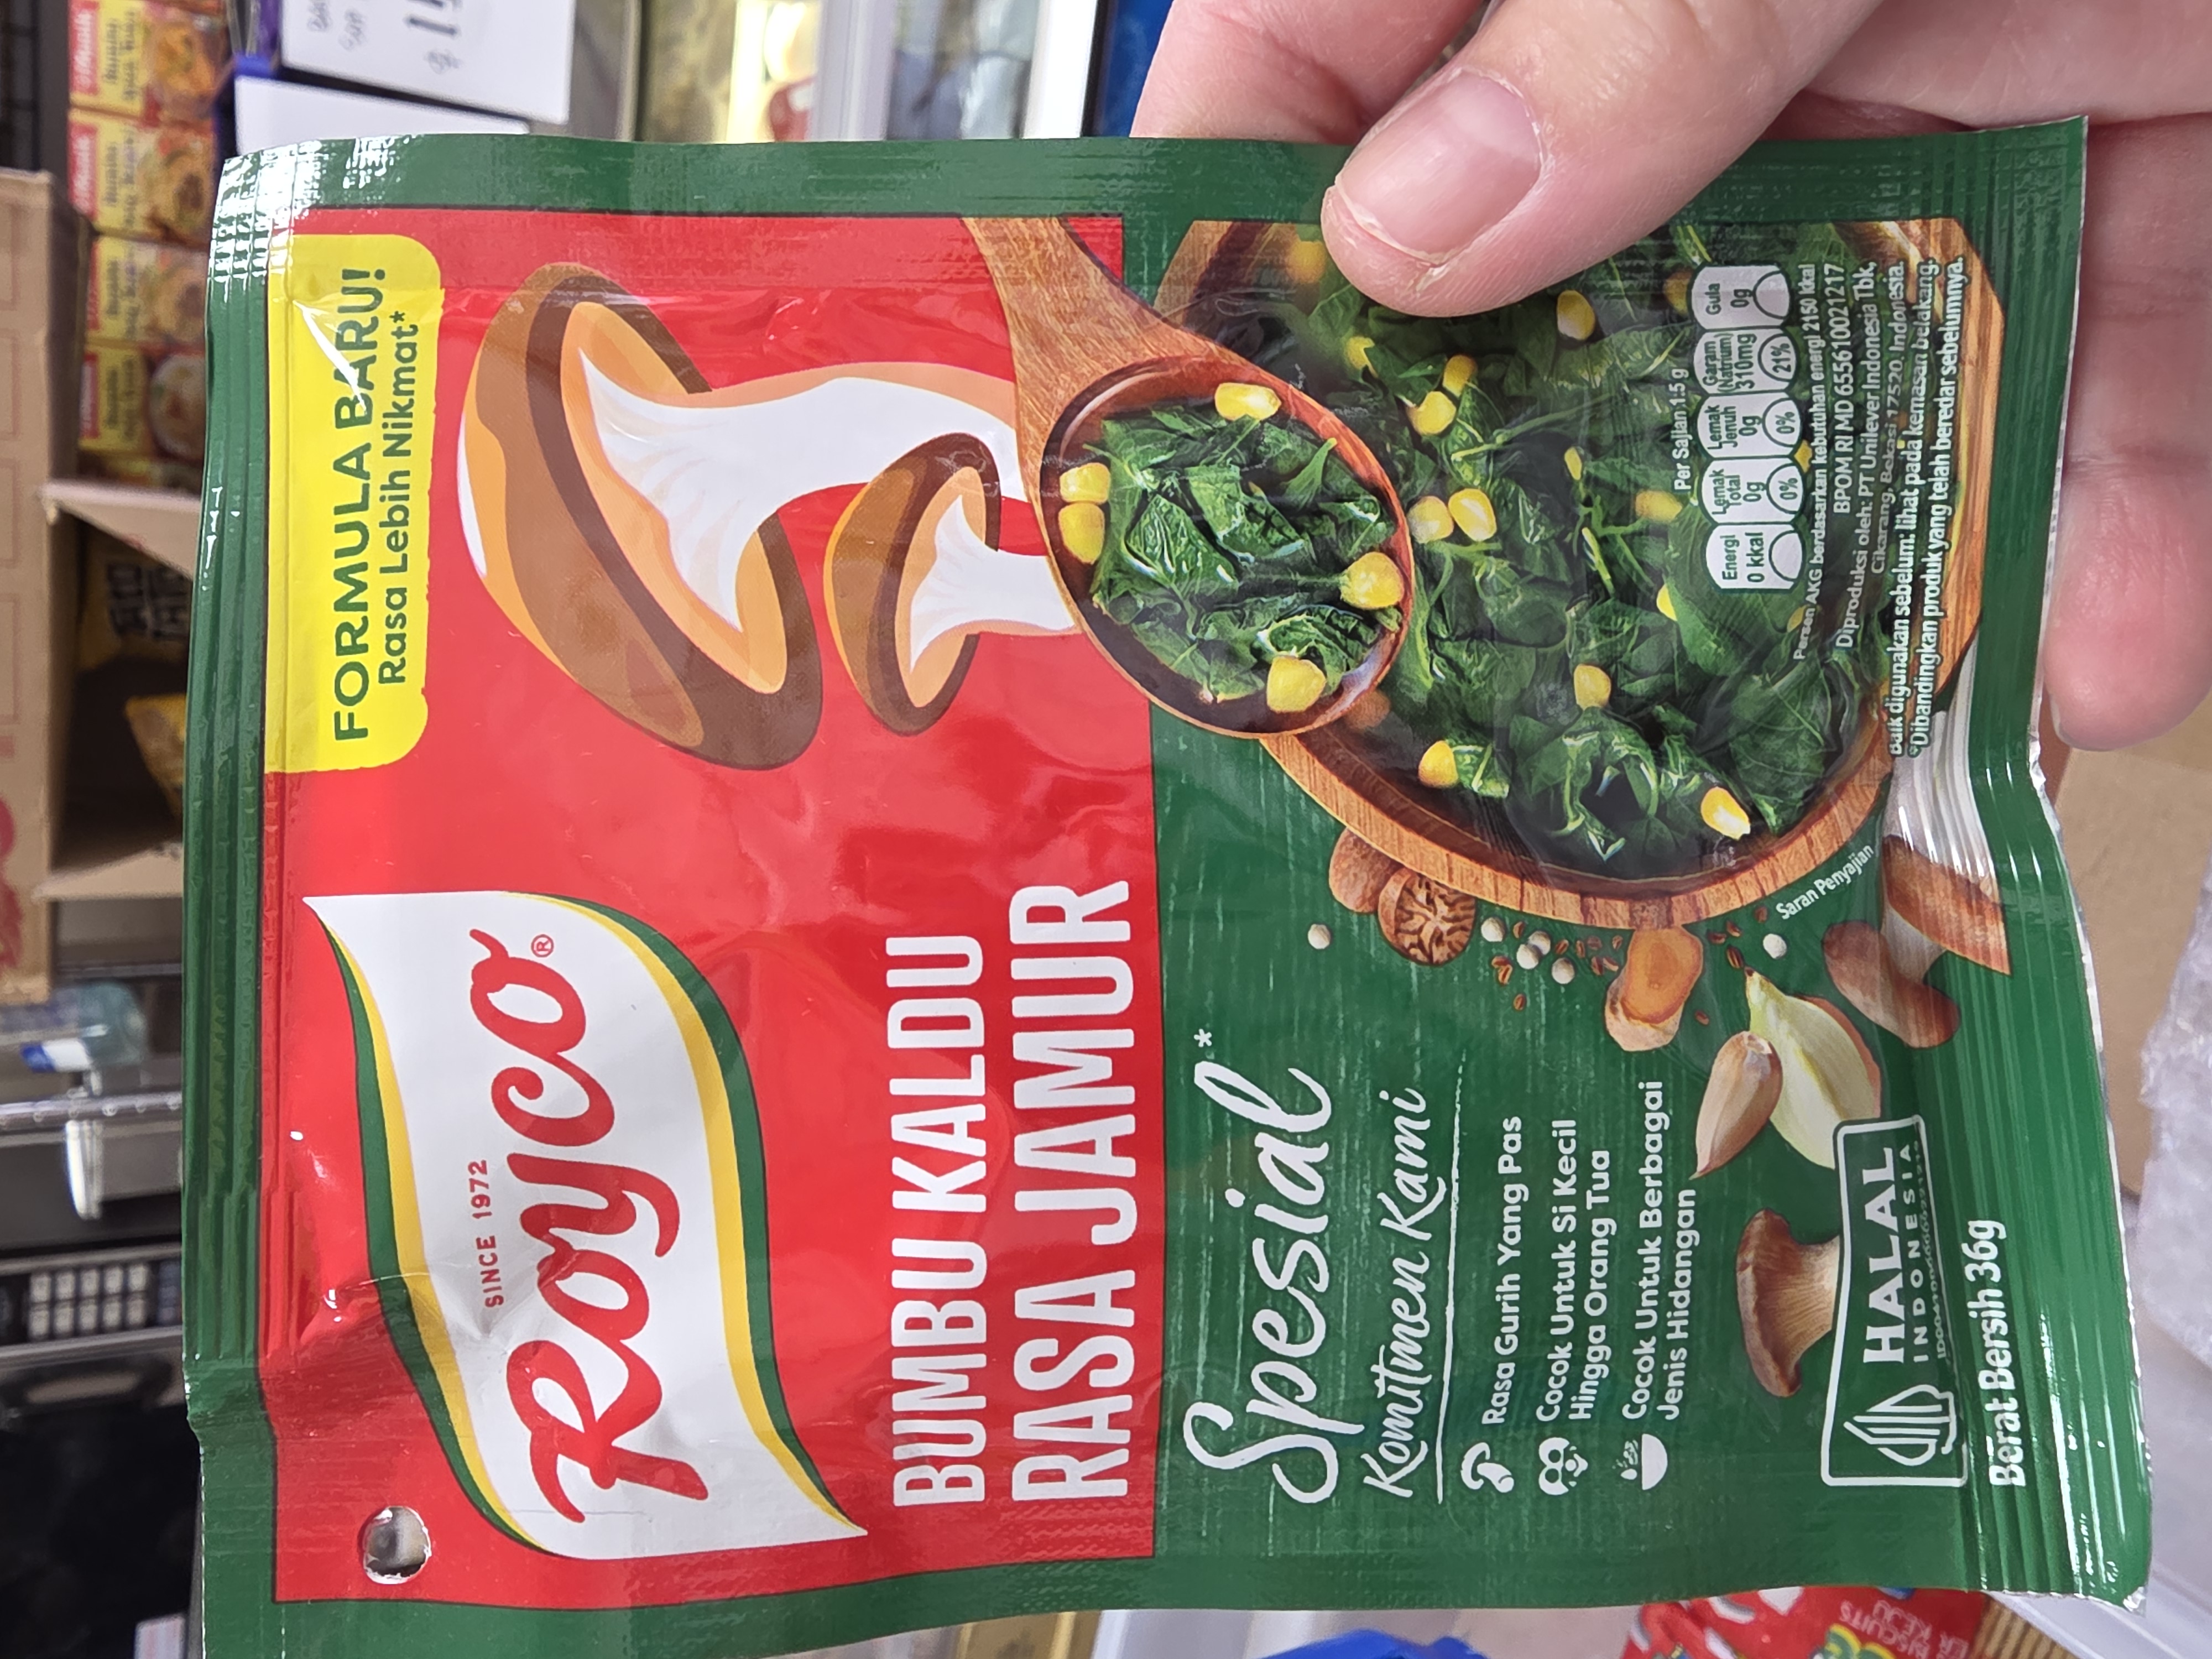 FORMULA BARU!
Rasa Lebih Nikmat*
SINCE 1972
Royco®
BUMBU KALDU
RASA JAMUR
Spesial*
Komitmen Kami
Rasa Gurih Yang Pas
Cocok Untuk Si Kecil
Hingga Orang Tua
Cocok Untuk Berbagai
Jenis Hidangan
Saran Penyajian
Per Sajian 1.5 g
Energi
0 kkal
Lemak
Total
0g
0%
Lemak
Jenuh
0g
0%
Garam
(Natrium)
310mg
21%
Gula
0g
Persen AKG berdasarkan kebutuhan energi 2150 kkal
BPOM RI MD 655610021217
Diproduksi oleh: PT Unilever Indonesia Tbk,
Cikarang, Bekasi 17520, Indonesia.
Baik digunakan sebelum: lihat pada kemasan belakang.
*Dibandingkan produk yang telah beredar sebelumnya.
HALAL
INDONESIA
Berat Bersih 36g